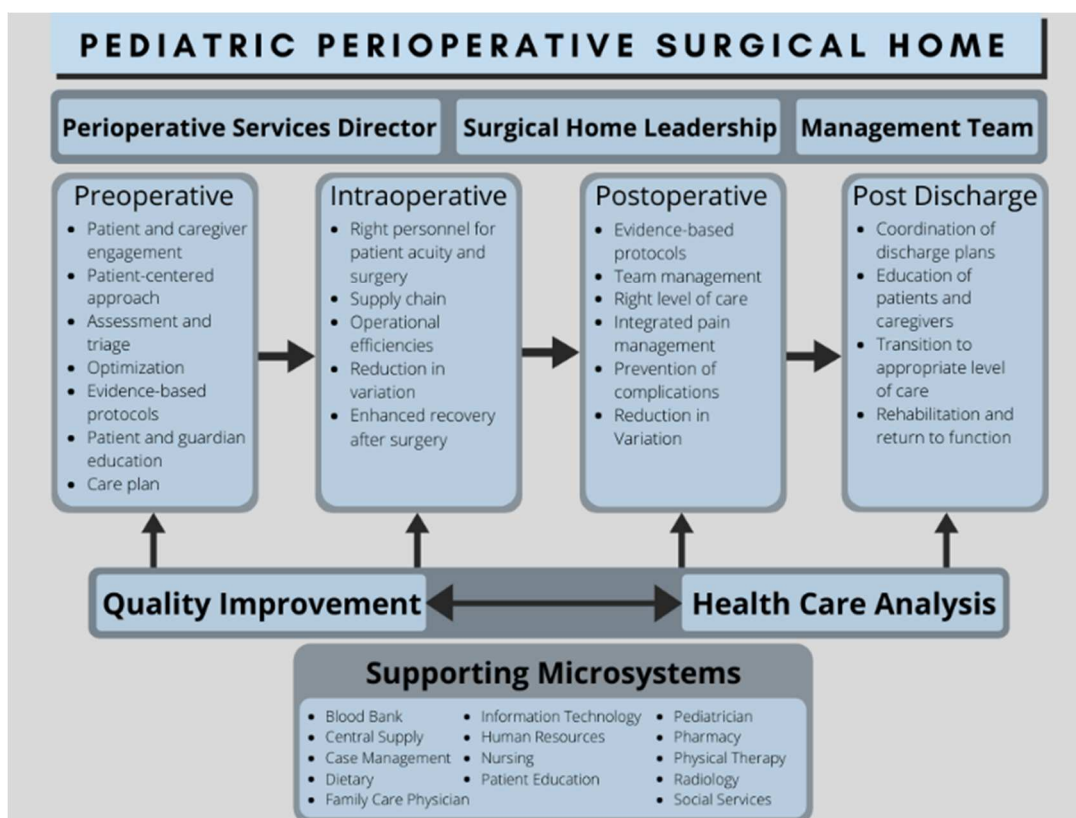 PEDIATRIC PERIOPERATIVE SURGICAL HOME
Perioperative Services Director
Surgical Home Leadership
Management Team
Preoperative
• Patient and caregiver
engagement
• Patient-centered
approach
• Assessment and
triage
• Optimization
• Evidence-based
protocols
• Patient and guardian
education
• Care plan
Intraoperative
• Right personnel for
patient acuity and
surgery
• Supply chain
• Operational
efficiencies
• Reduction in
variation
• Enhanced recovery
after surgery
Postoperative
• Evidence-based
protocols
• Team management
• Right level of care
• Integrated pain
management
• Prevention of
complications
• Reduction in
Variation
Post Discharge
• Coordination of
discharge plans
• Education of
patients and
caregivers
• Transition to
appropriate level
of care
• Rehabilitation and
return to function
Quality Improvement
Health Care Analysis
Supporting Microsystems
• Blood Bank
• Central Supply
• Case Management
• Dietary
• Family Care Physician
• Information Technology
• Human Resources
• Nursing
• Patient Education
• Pediatrician
• Pharmacy
• Physical Therapy
• Radiology
• Social Services